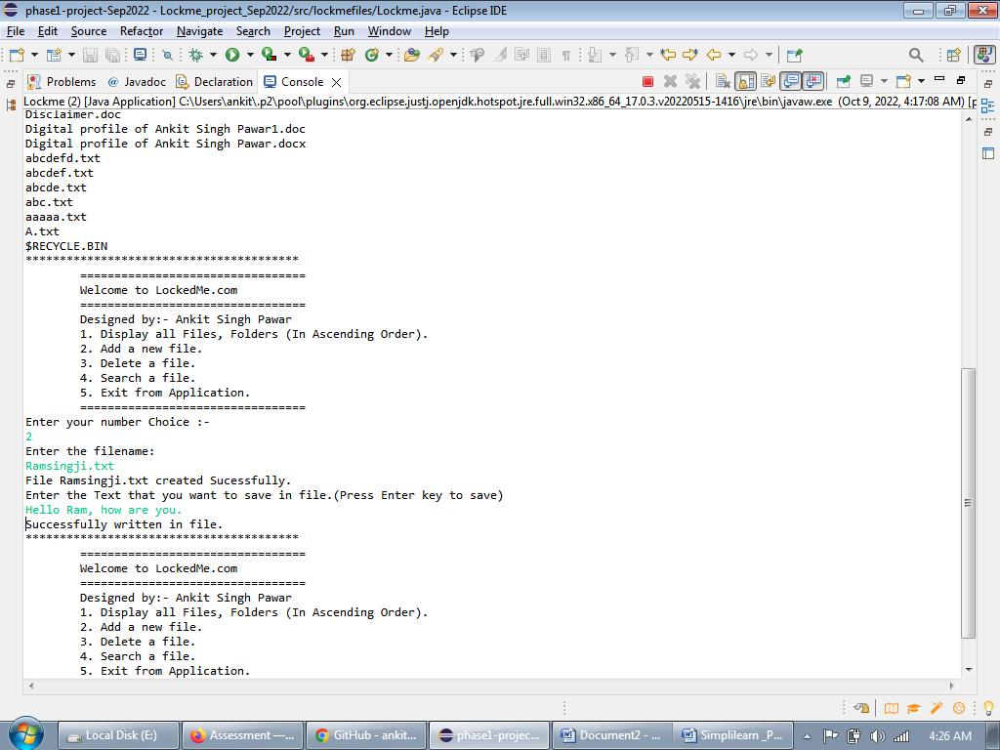 phase1-project-Sep2022 - Lockme_project_Sep2022/src/lockmefiles/Lockme.java - Eclipse IDE
File Edit Source Refactor Navigate Search Project Run Window Help
Problems @ Javadoc Declaration Console
Lockme (2) [Java Application] C:\Users\ankit\.p2\pool\plugins\org.eclipse.justj.openjdk.hotspot.jre.full.win32.x86_64_17.0.3.v20220515-1416\jre\bin\javaw.exe (Oct 9, 2022, 4:17:08 AM) [p
Disclaimer.doc
Digital profile of Ankit Singh Pawar1.doc
Digital profile of Ankit Singh Pawar.docx
abcdefd.txt
abcdef.txt
abcde.txt
abc.txt
aaaaa.txt
A.txt
$RECYCLE.BIN
****************************************
=================================
Welcome to LockedMe.com
=================================
Designed by:- Ankit Singh Pawar
1. Display all Files, Folders (In Ascending Order).
2. Add a new file.
3. Delete a file.
4. Search a file.
5. Exit from Application.
=================================
Enter your number Choice :-
2
Enter the filename:
Ramsingji.txt
File Ramsingji.txt created Sucessfully.
Enter the Text that you want to save in file.(Press Enter key to save)
Hello Ram, how are you.
Successfully written in file.
****************************************
=================================
Welcome to LockedMe.com
=================================
Designed by:- Ankit Singh Pawar
1. Display all Files, Folders (In Ascending Order).
2. Add a new file.
3. Delete a file.
4. Search a file.
5. Exit from Application.
Local Disk (E:) Assessment —... GitHub - ankit... phase1-projec... Document2 - ... Simplilearn _P... 4:26 AM